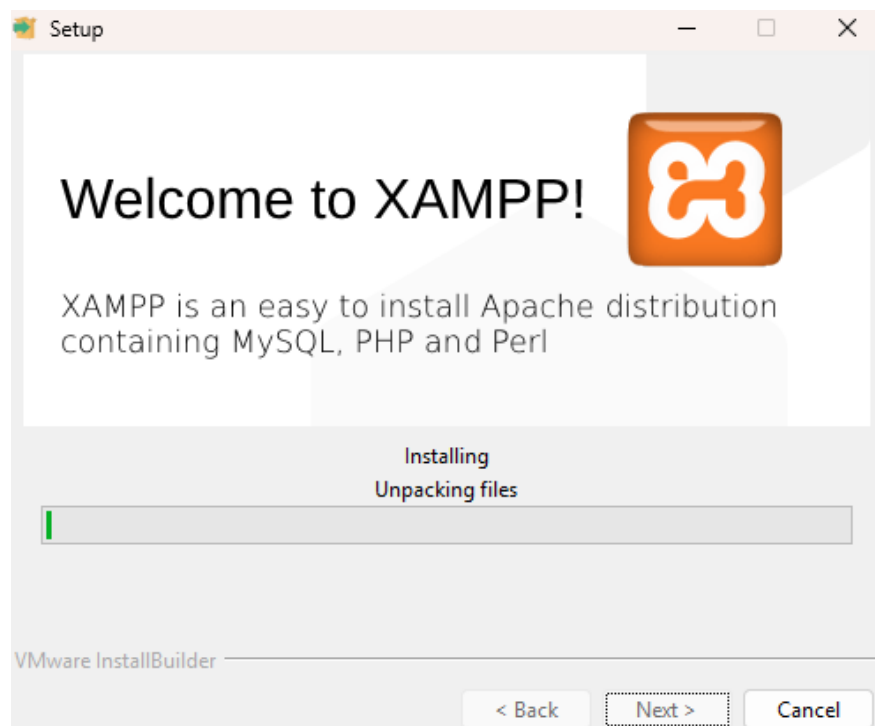 Setup
Welcome to XAMPP!
XAMPP is an easy to install Apache distribution
containing MySQL, PHP and Perl
Installing
Unpacking files
VMware InstallBuilder
< Back Next > Cancel